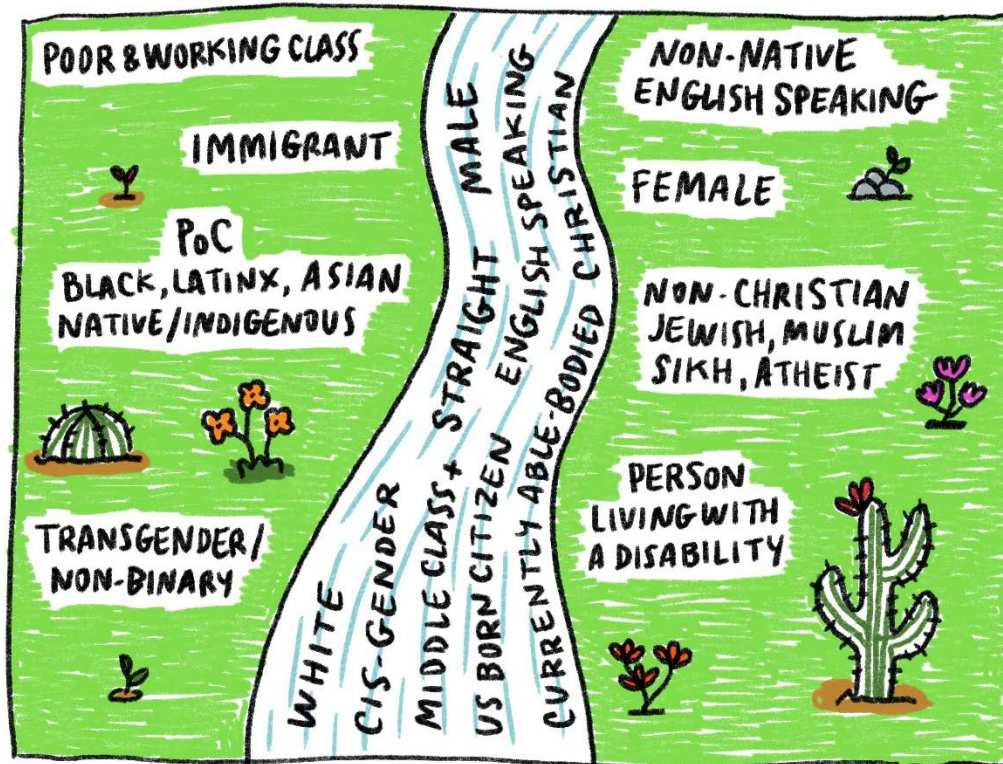 POOR & WORKING CLASS
IMMIGRANT
PoC
BLACK, LATINX, ASIAN
NATIVE/INDIGENOUS
TRANSGENDER/
NON-BINARY
WHITE
CIS-GENDER STRAIGHT MALE
MIDDLE CLASS+
US BORN CITIZEN ENGLISH SPEAKING
CURRENTLY ABLE-BODIED CHRISTIAN
NON-NATIVE
ENGLISH SPEAKING
FEMALE
NON-CHRISTIAN
JEWISH, MUSLIM
SIKH, ATHEIST
PERSON
LIVING WITH
A DISABILITY